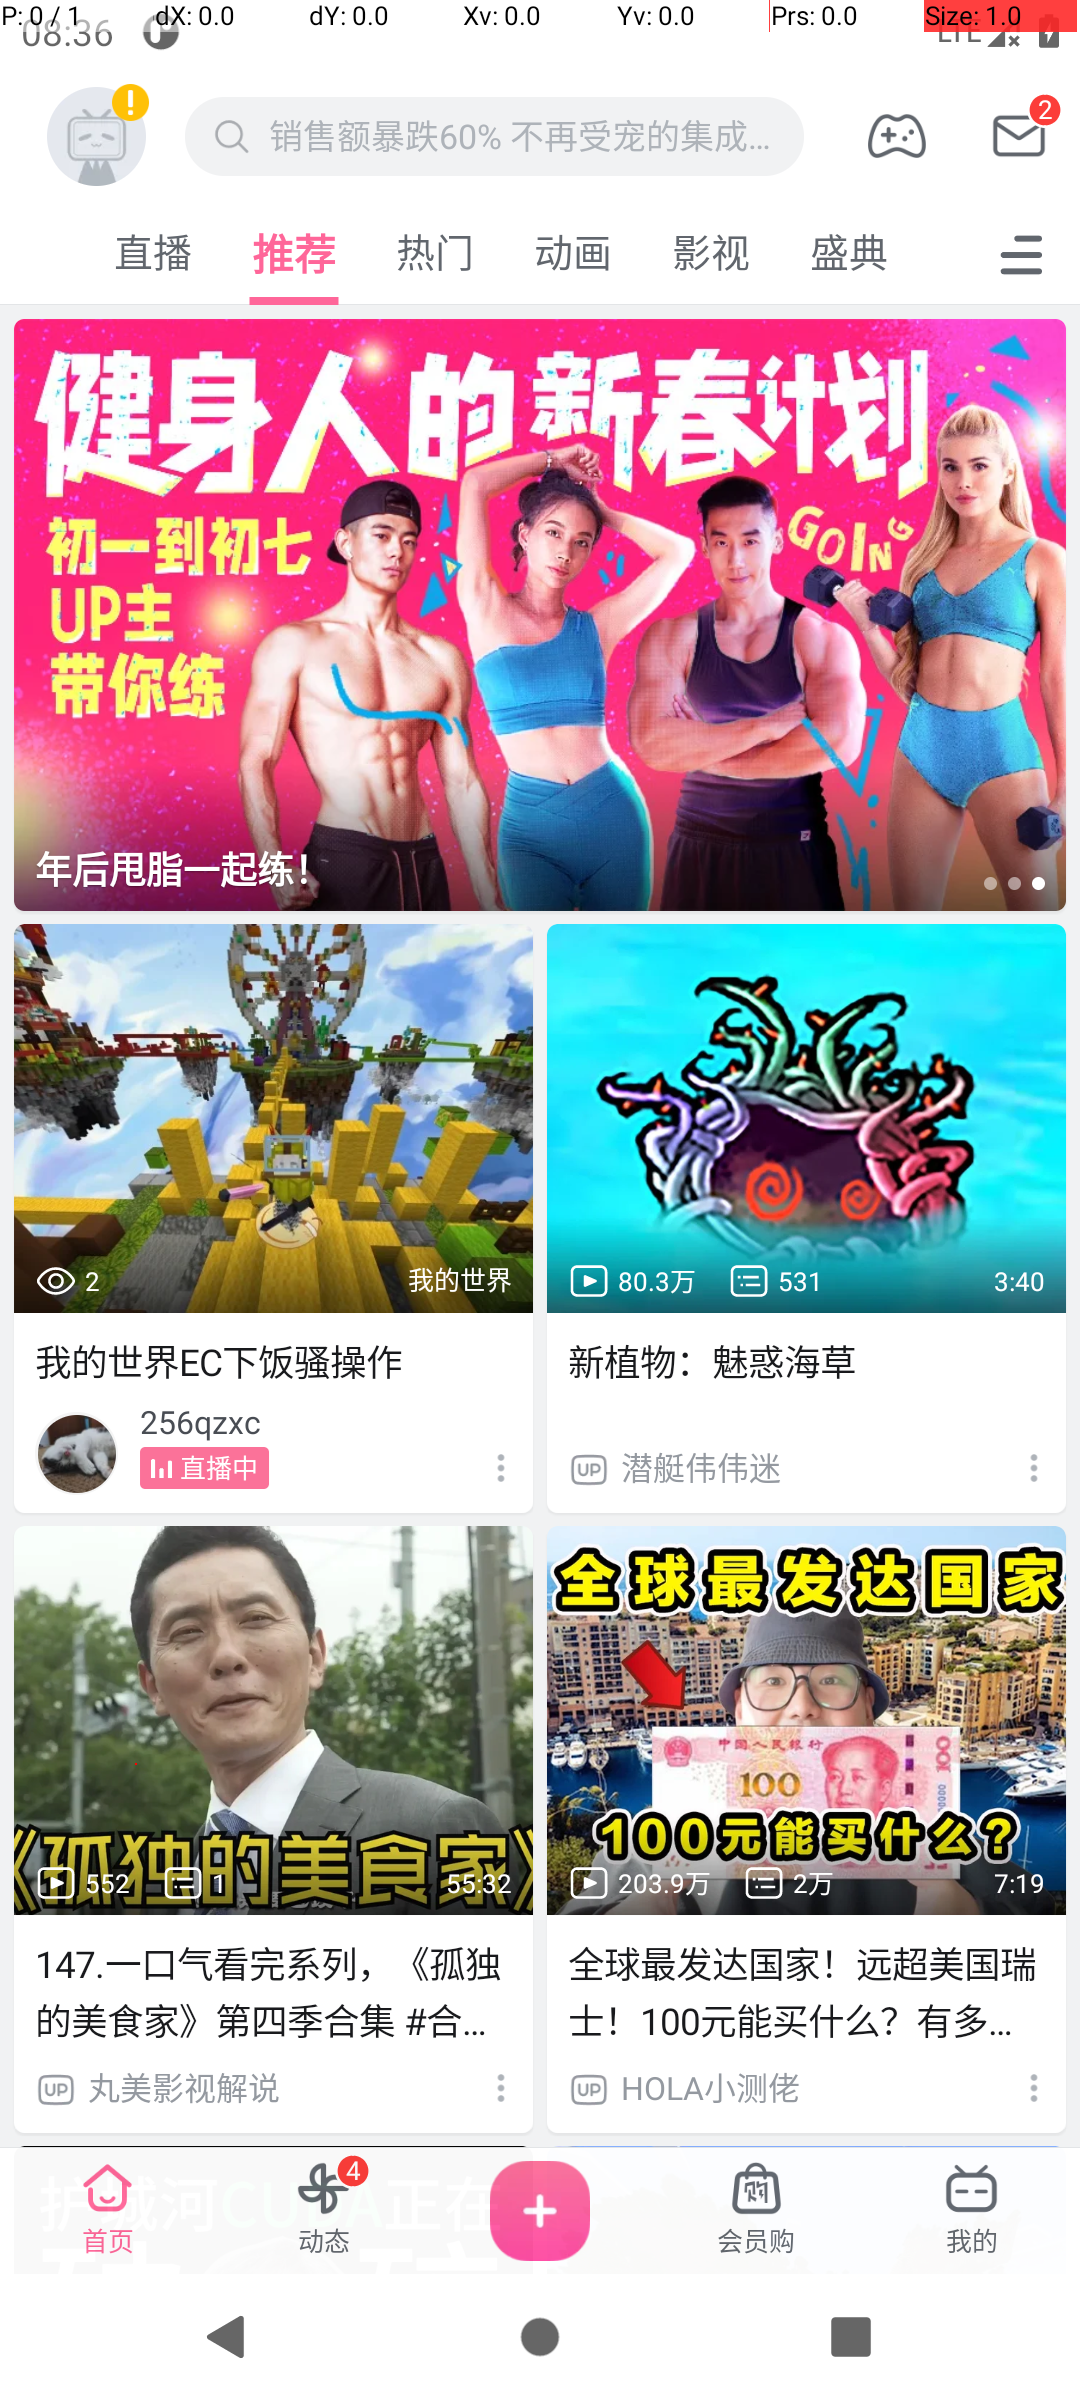 P: 0 / 1 dX: 0.0 dY: 0.0 Xv: 0.0 Yv: 0.0 Prs: 0.0 Size: 1.0
08:36 LTE
!
销售额暴跌60% 不再受宠的集成... 2
直播 推荐 热门 动画 影视 盛典
健身人的新春计划
初一到初七
UP主
带你练
GOING
年后甩脂一起练！
2 我的世界
我的世界EC下饭骚操作
256qzxc
直播中
80.3万 531 3:40
新植物：魅惑海草
UP 潜艇伟伟迷
《孤独的美食家》
552 1 55:32
147.一口气看完系列，《孤独
的美食家》第四季合集 #合...
UP 丸美影视解说
全球最发达国家
中国人民银行
100
100
100元能买什么？
203.9万 2万 7:19
全球最发达国家！远超美国瑞
士！100元能买什么？有多...
UP HOLA小测佬
首页 动态 4 会员购 我的